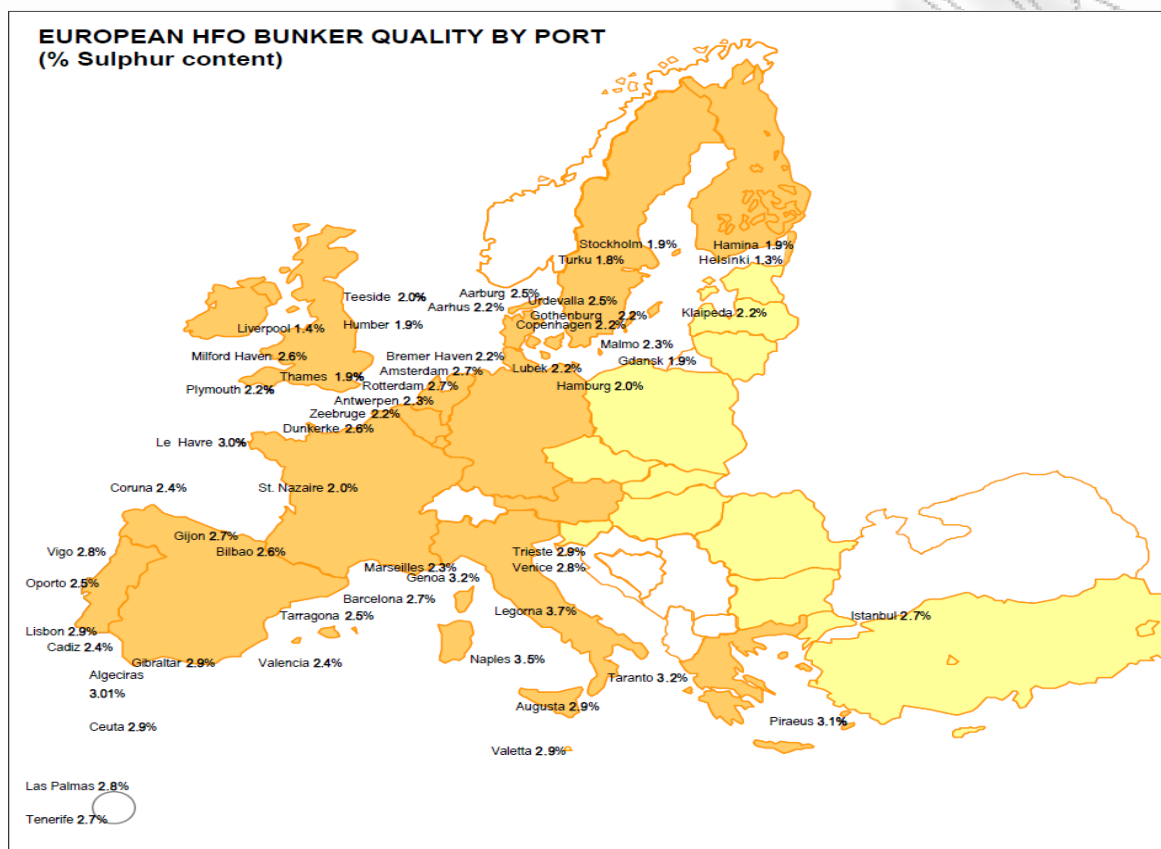 EUROPEAN HFO BUNKER QUALITY BY PORT
(% Sulphur content)
Stockholm 1.9%
Hamina 1.9%
Turku 1.8%
Helsinki 1.3%
Teeside 2.0%
Aarburg 2.5%
Urdevalla 2.5%
Aarhus 2.2%
Gothenburg 2.2%
Klaipeda 2.2%
Liverpool 1.4%
Humber 1.9%
Copenhagen 2.2%
Malmo 2.3%
Milford Haven 2.6%
Bremer Haven 2.2%
Gdansk 1.9%
Amsterdam 2.7%
Lubek 2.2%
Thames 1.9%
Plymouth 2.2%
Rotterdam 2.7%
Hamburg 2.0%
Antwerpen 2.3%
Zeebruge 2.2%
Dunkerke 2.6%
Le Havre 3.0%
Coruna 2.4%
St. Nazaire 2.0%
Gijon 2.7%
Vigo 2.8%
Bilbao 2.6%
Trieste 2.9%
Marseilles 2.3%
Venice 2.8%
Genoa 3.2%
Oporto 2.5%
Barcelona 2.7%
Legorna 3.7%
Tarragona 2.5%
Istanbul 2.7%
Lisbon 2.9%
Cadiz 2.4%
Gibraltar 2.9%
Valencia 2.4%
Naples 3.5%
Algeciras
3.01%
Taranto 3.2%
Augusta 2.9%
Piraeus 3.1%
Ceuta 2.9%
Valetta 2.9%
Las Palmas 2.8%
Tenerife 2.7%